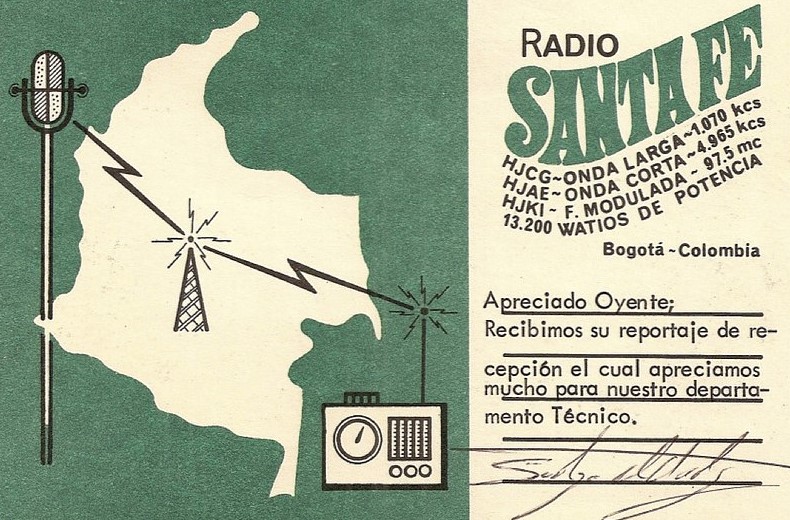 RADIO
SANTA FE
HJCG~ONDA LARGA~1.070 kcs
HJAE~ONDA CORTA~4.965 kcs
HJKI - F. MODULADA - 97.5 mc
13.200 WATIOS DE POTENCIA
Bogotá~Colombia
Apreciado Oyente;
Recibimos su reportaje de re-
cepción el cual apreciamos
mucho para nuestro departa-
mento Técnico.